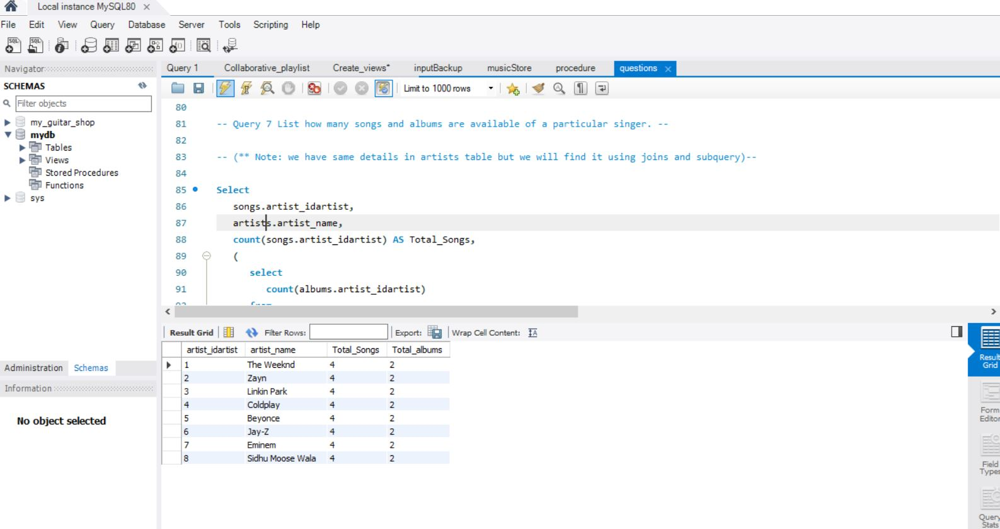 Local instance MySQL80
File Edit View Query Database Server Tools Scripting Help
Navigator
SCHEMAS
Filter objects
my_guitar_shop
mydb
Tables
Views
Stored Procedures
Functions
sys
Administration Schemas
Information
No object selected
Query 1 Collaborative_playlist Create_views* inputBackup musicStore procedure questions
Limit to 1000 rows
80
81 -- Query 7 List how many songs and albums are available of a particular singer. --
82
83 -- (** Note: we have same details in artists table but we will find it using joins and subquery)--
84
85 Select
86 songs.artist_idartist,
87 artists.artist_name,
88 count(songs.artist_idartist) AS Total_Songs,
89 (
90 select
91 count(albums.artist_idartist)
92 from
Result Grid Filter Rows: Export: Wrap Cell Content:
artist_idartist artist_name Total_Songs Total_albums
1 The Weeknd 4 2
2 Zayn 4 2
3 Linkin Park 4 2
4 Coldplay 4 2
5 Beyonce 4 2
6 Jay-Z 4 2
7 Eminem 4 2
8 Sidhu Moose Wala 4 2
Result
Grid
Form
Editor
Field
Types
Query
Stats